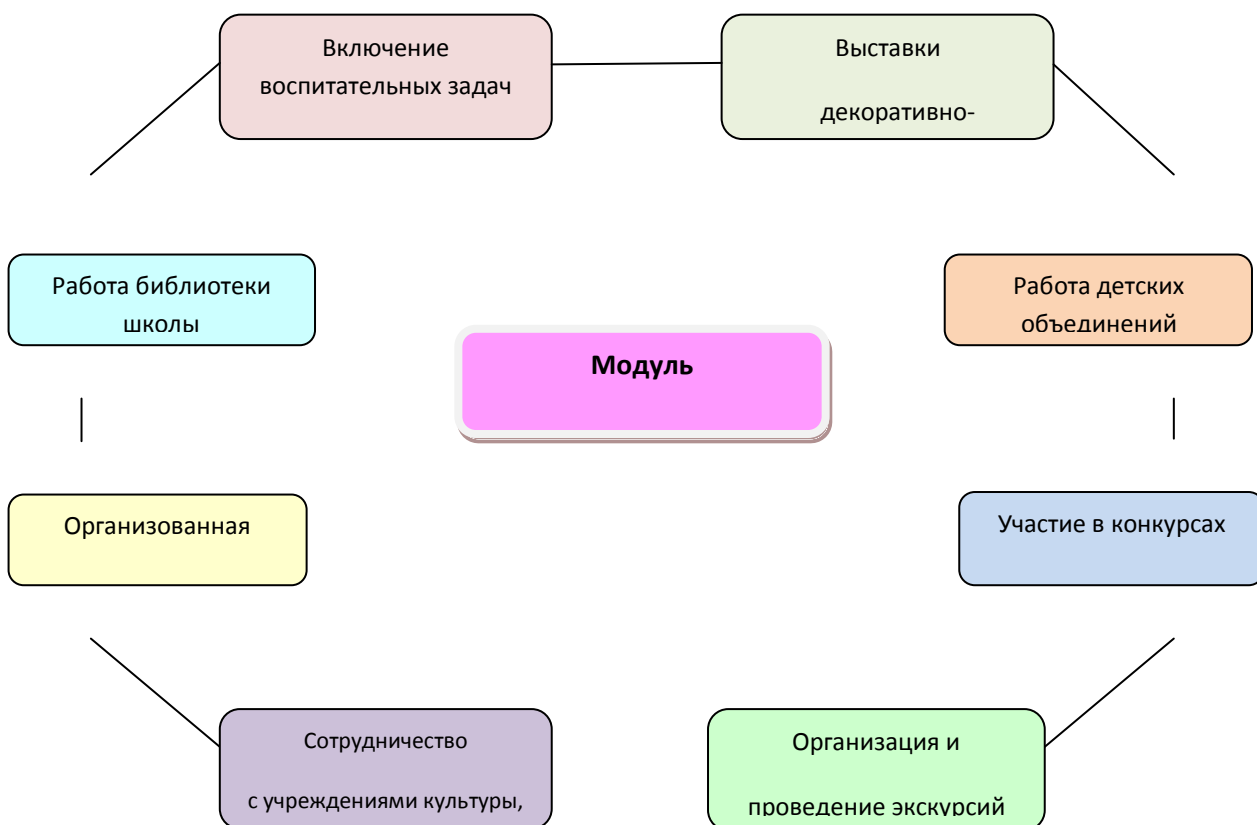 Включение
воспитательных задач
Выставки
декоративно-
Работа библиотеки
школы
Работа детских
объединений
Модуль
Организованная
Участие в конкурсах
Сотрудничество
с учреждениями культуры,
Организация и
проведение экскурсий